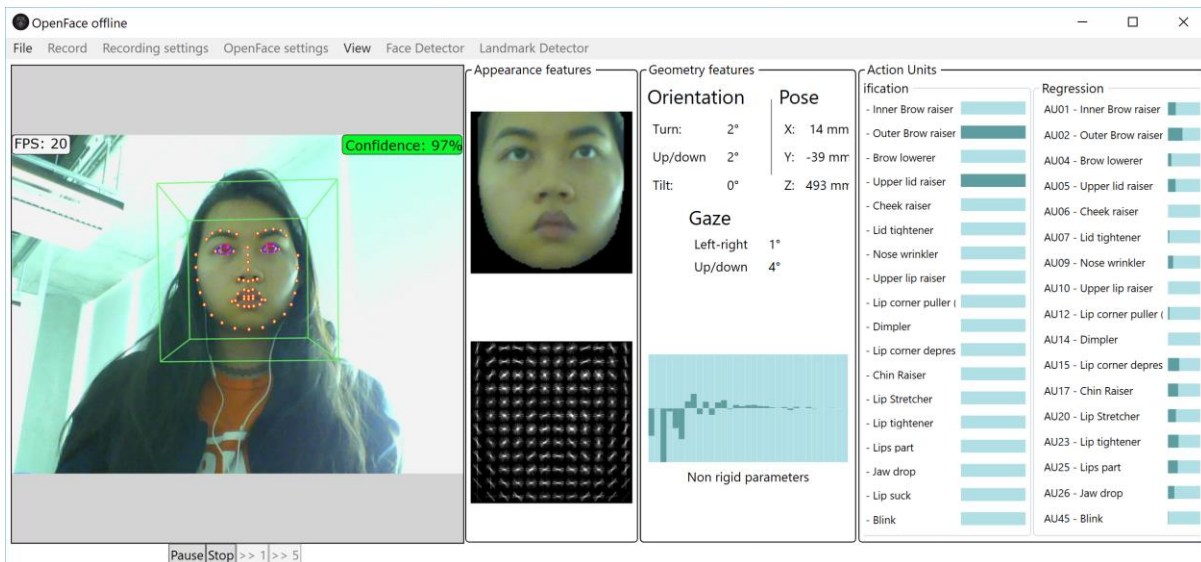 OpenFace offline
File Record Recording settings OpenFace settings View Face Detector Landmark Detector
FPS: 20
Confidence: 97%
Pause Stop >> 1 >> 5
Appearance features
Geometry features
Orientation
Turn: 2°
Up/down 2°
Tilt: 0°
Pose
X: 14 mm
Y: -39 mm
Z: 493 mm
Gaze
Left-right 1°
Up/down 4°
Non rigid parameters
Action Units
ification
- Inner Brow raiser
- Outer Brow raiser
- Brow lowerer
- Upper lid raiser
- Cheek raiser
- Lid tightener
- Nose wrinkler
- Upper lip raiser
- Lip corner puller (
- Dimpler
- Lip corner depres
- Chin Raiser
- Lip Stretcher
- Lip tightener
- Lips part
- Jaw drop
- Lip suck
- Blink
Regression
AU01 - Inner Brow raiser
AU02 - Outer Brow raiser
AU04 - Brow lowerer
AU05 - Upper lid raiser
AU06 - Cheek raiser
AU07 - Lid tightener
AU09 - Nose wrinkler
AU10 - Upper lip raiser
AU12 - Lip corner puller (
AU14 - Dimpler
AU15 - Lip corner depres
AU17 - Chin Raiser
AU20 - Lip Stretcher
AU23 - Lip tightener
AU25 - Lips part
AU26 - Jaw drop
AU45 - Blink